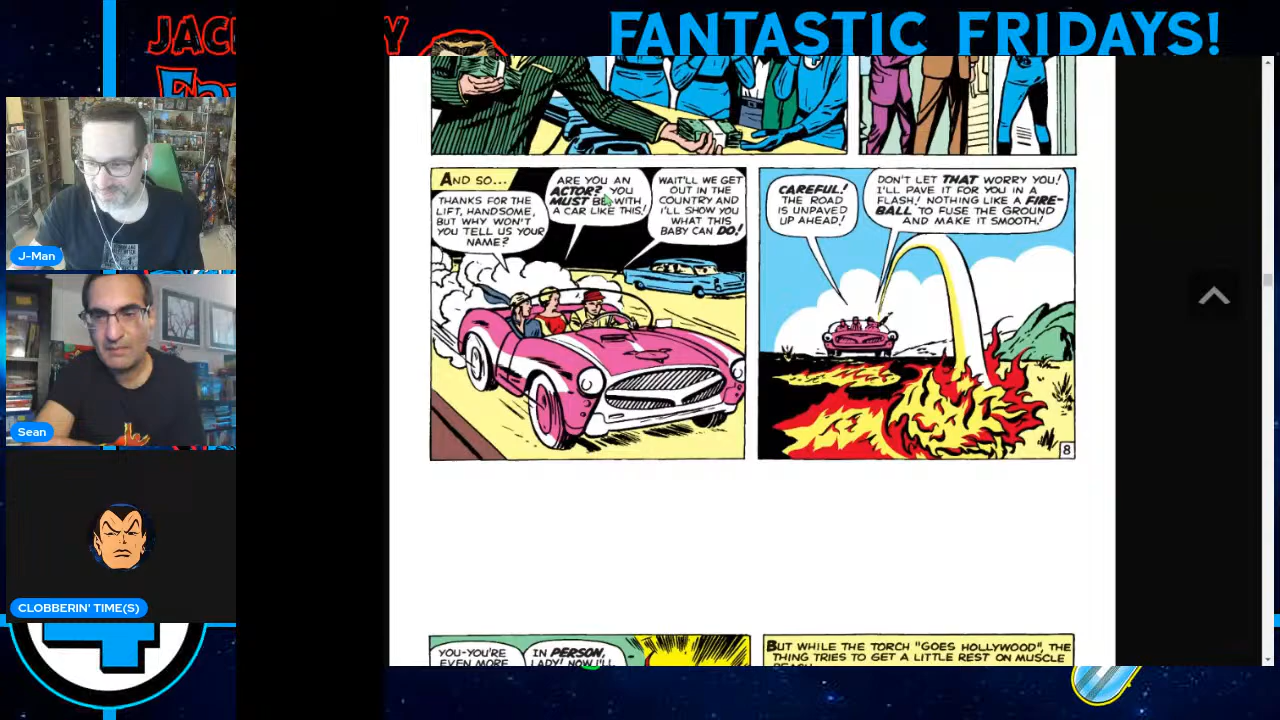 FANTASTIC FRIDAYS!
J-Man
Sean
CLOBBERIN' TIME(S)
AND SO...
THANKS FOR THE
LIFT, HANDSOME,
BUT WHY WON'T
YOU TELL US YOUR
NAME?
ARE YOU AN
ACTOR? YOU
MUST BE WITH
A CAR LIKE THIS!
WAIT'LL WE GET
OUT IN THE
COUNTRY AND
I'LL SHOW YOU
WHAT THIS
BABY CAN DO!
CAREFUL!
THE ROAD
IS UNPAVED
UP AHEAD!
DON'T LET THAT WORRY YOU!
I'LL PAVE IT FOR YOU IN A
FLASH! NOTHING LIKE A FIRE-
BALL TO FUSE THE GROUND
AND MAKE IT SMOOTH!
8
YOU-YOU'RE
EVEN MORE
IN PERSON,
LADY! NOW I'LL
BUT WHILE THE TORCH "GOES HOLLYWOOD", THE
THING TRIES TO GET A LITTLE REST ON MUSCLE